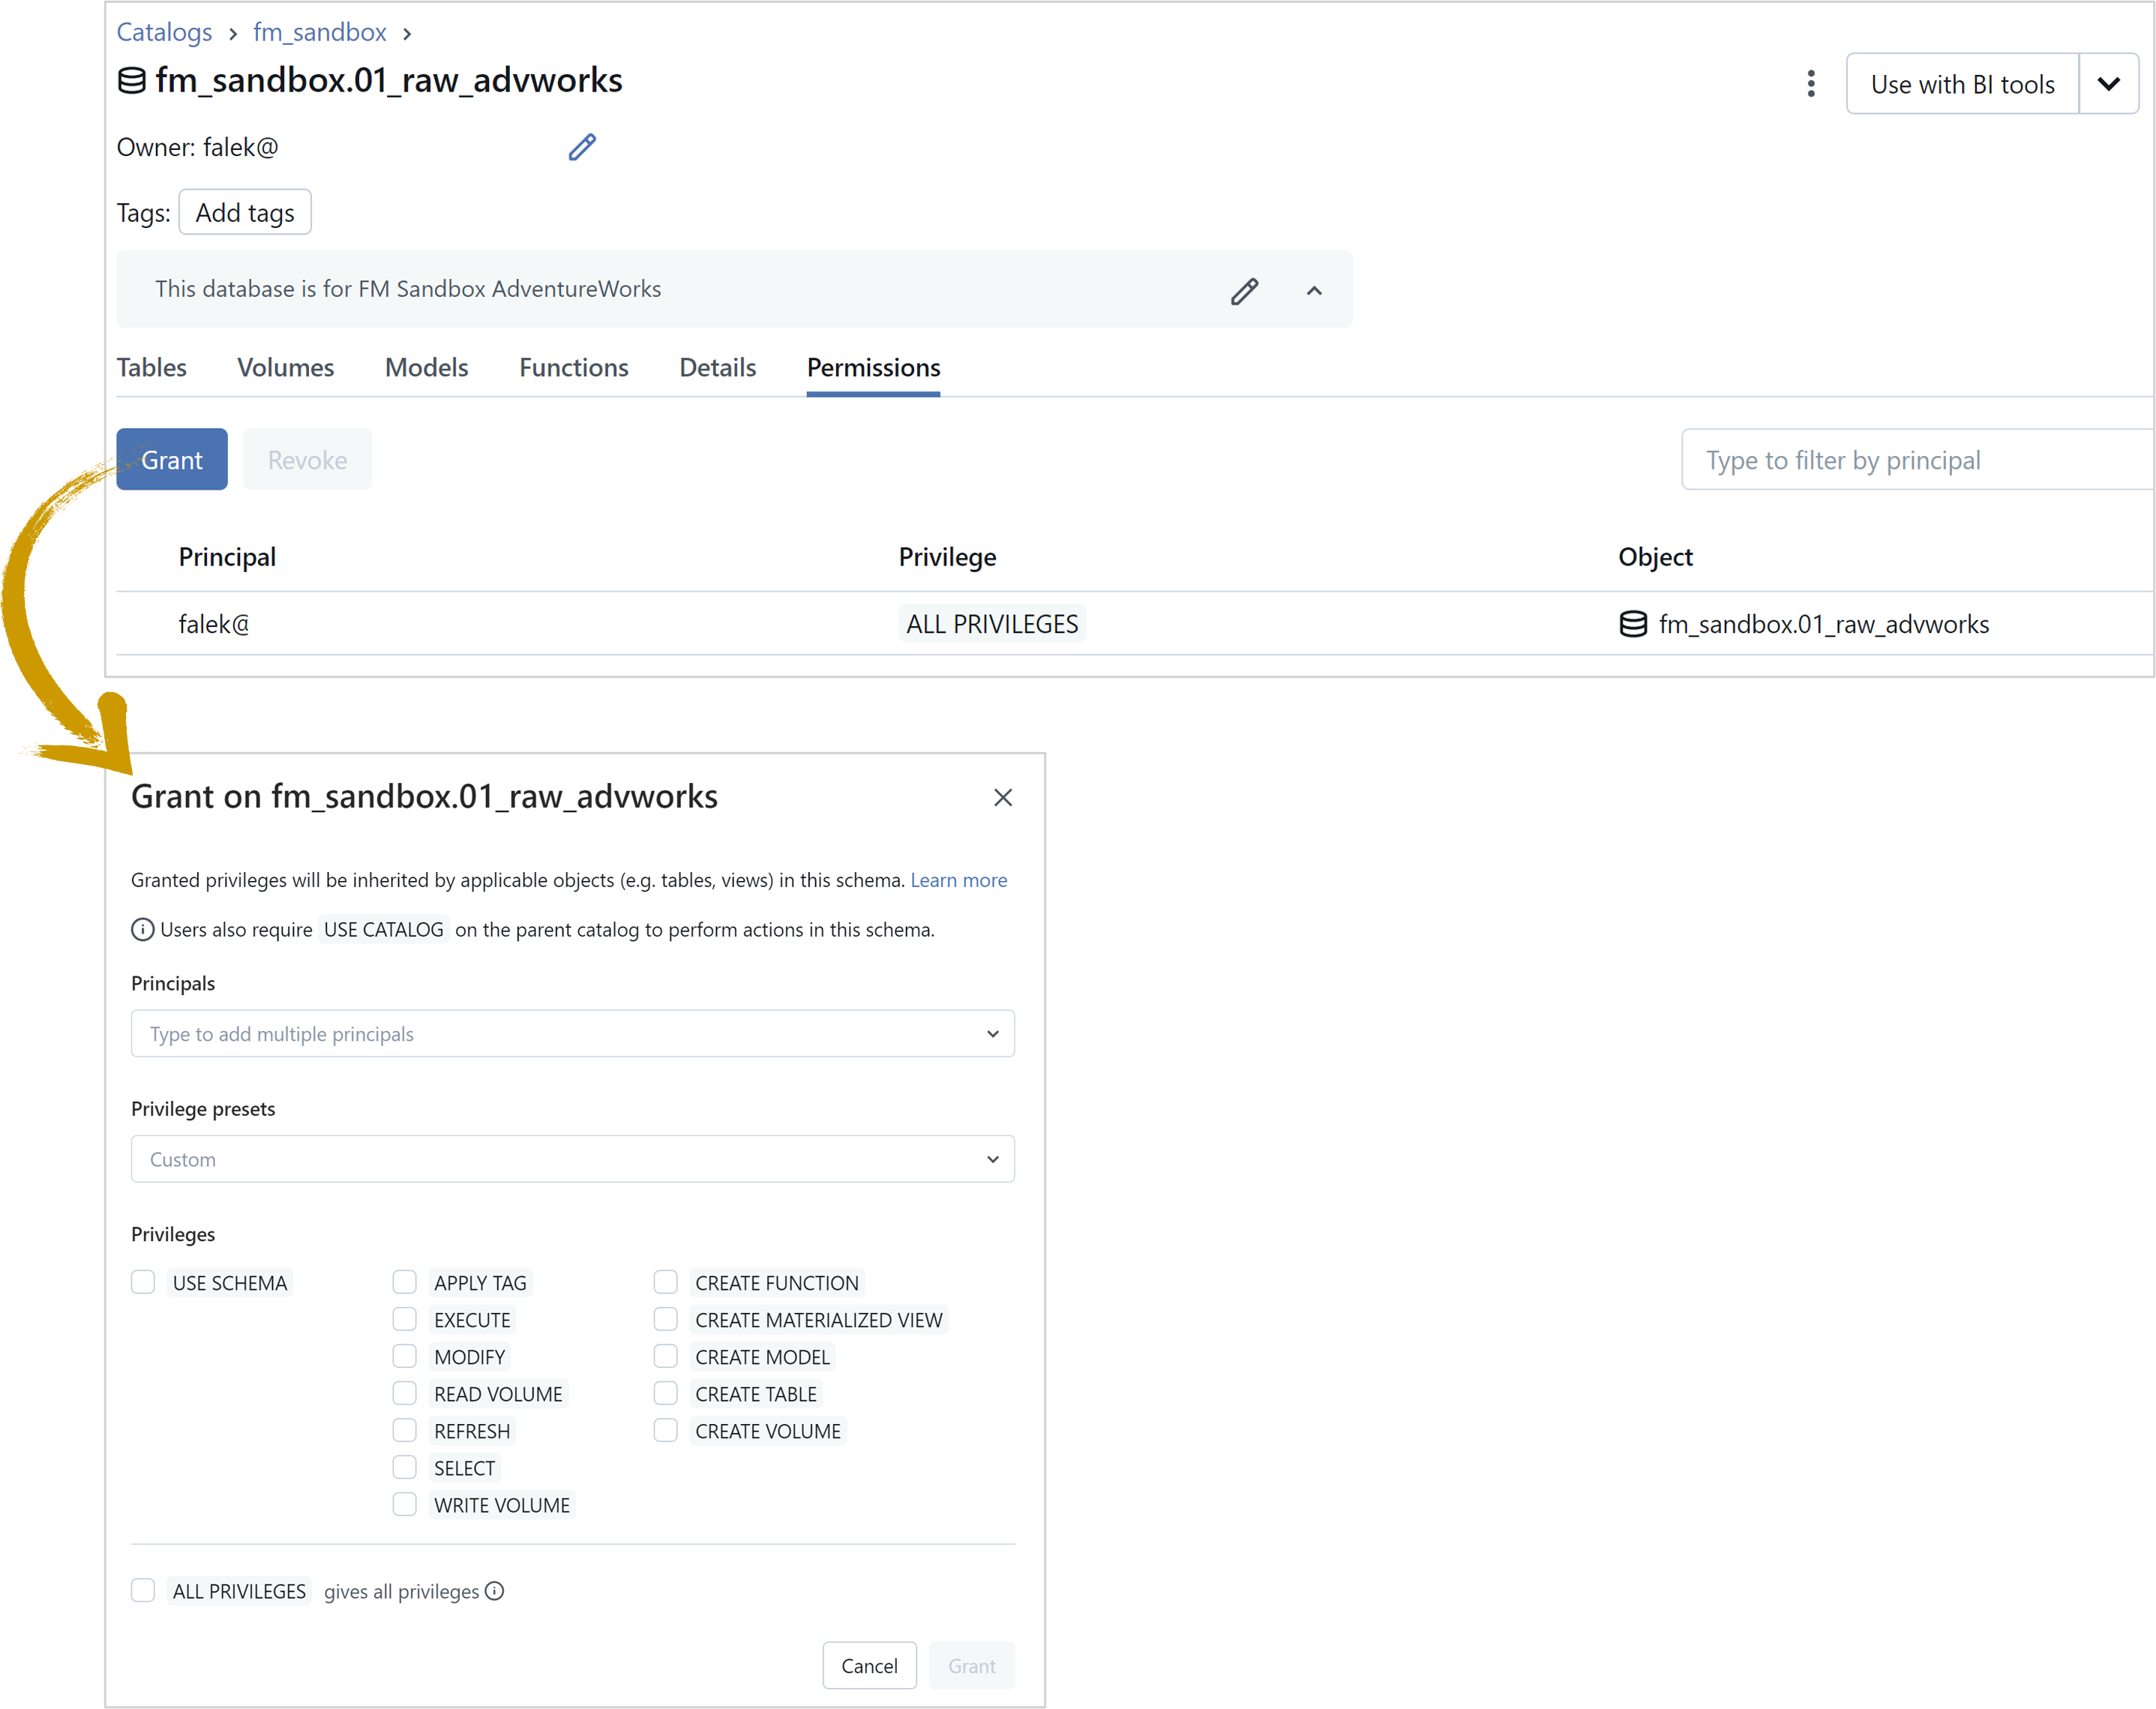 Catalogs > fm_sandbox >
fm_sandbox.01_raw_advworks
Use with BI tools
Owner: falek@
Tags: Add tags
This database is for FM Sandbox AdventureWorks
Tables Volumes Models Functions Details Permissions
Grant Revoke Type to filter by principal
Principal Privilege Object
falek@ ALL PRIVILEGES fm_sandbox.01_raw_advworks
Grant on fm_sandbox.01_raw_advworks
Granted privileges will be inherited by applicable objects (e.g. tables, views) in this schema. Learn more
Users also require USE CATALOG on the parent catalog to perform actions in this schema.
Principals
Type to add multiple principals
Privilege presets
Custom
Privileges
USE SCHEMA APPLY TAG CREATE FUNCTION
EXECUTE CREATE MATERIALIZED VIEW
MODIFY CREATE MODEL
READ VOLUME CREATE TABLE
REFRESH CREATE VOLUME
SELECT
WRITE VOLUME
ALL PRIVILEGES gives all privileges
Cancel Grant